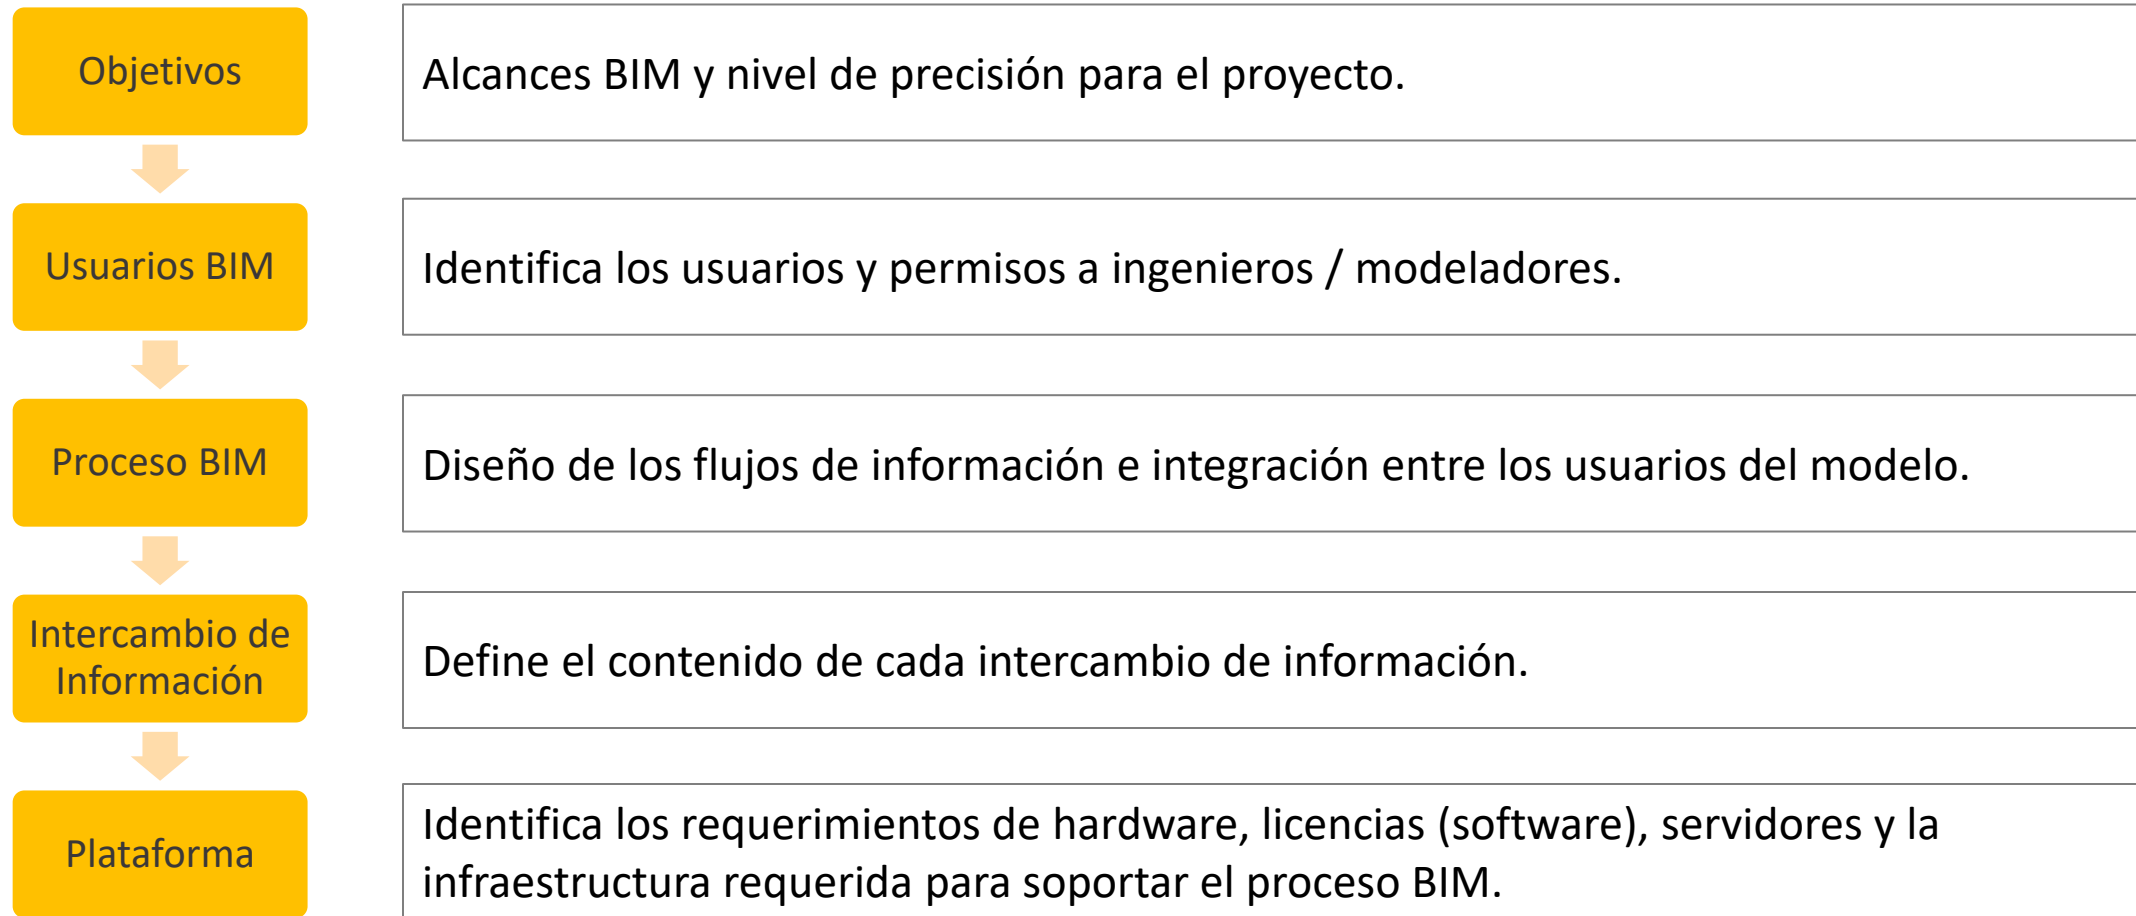 Objetivos
Alcances BIM y nivel de precisión para el proyecto.
Usuarios BIM
Identifica los usuarios y permisos a ingenieros / modeladores.
Proceso BIM
Diseño de los flujos de información e integración entre los usuarios del modelo.
Intercambio de
Información
Define el contenido de cada intercambio de información.
Plataforma
Identifica los requerimientos de hardware, licencias (software), servidores y la
infraestructura requerida para soportar el proceso BIM.